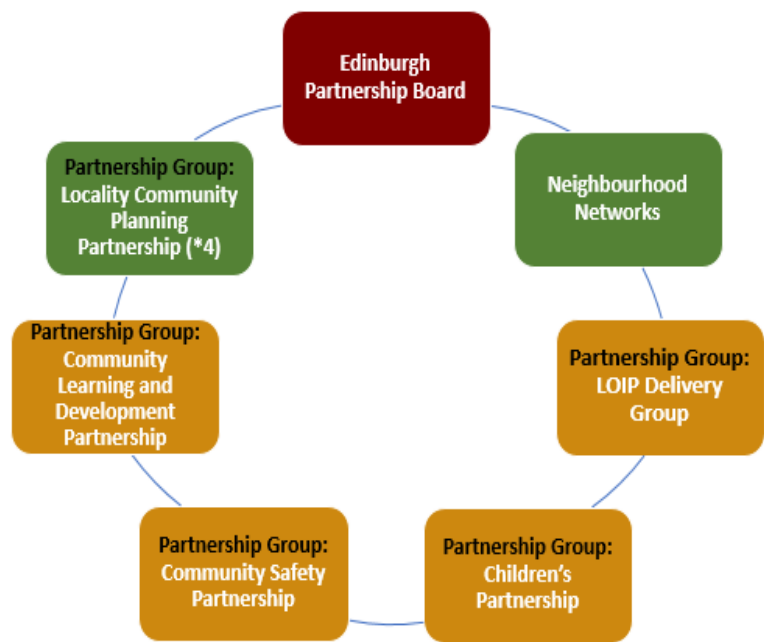 Edinburgh
Partnership Board
Partnership Group:
Locality Community
Planning
Partnership (*4)
Neighbourhood
Networks
Partnership Group:
Community
Learning and
Development
Partnership
Partnership Group:
LOIP Delivery
Group
Partnership Group:
Community Safety
Partnership
Partnership Group:
Children’s
Partnership